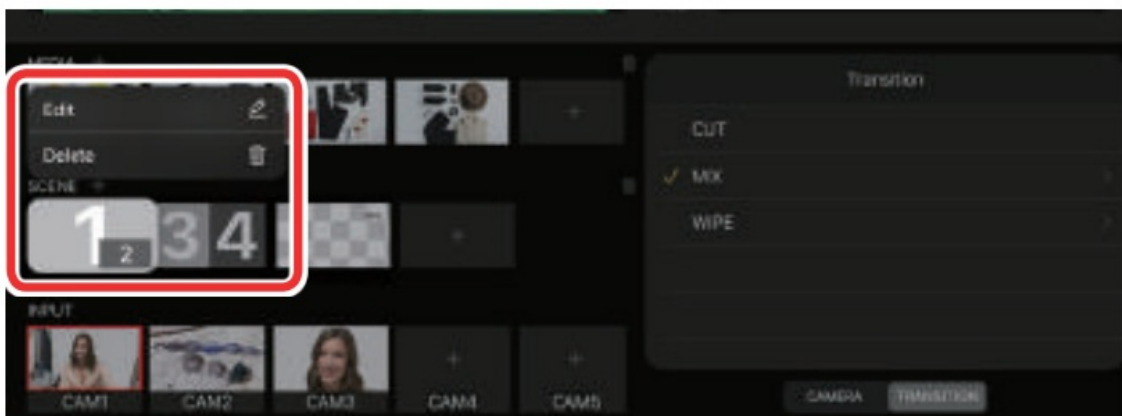 MEDIA +
Edit
Delete
SCENE +
1 2 3 4
+
+
INPUT
+
+
CAM1 CAM2 CAM3 CAM4 CAM5
Transition
CUT
MIX
WIPE
CAMERA TRANSITION